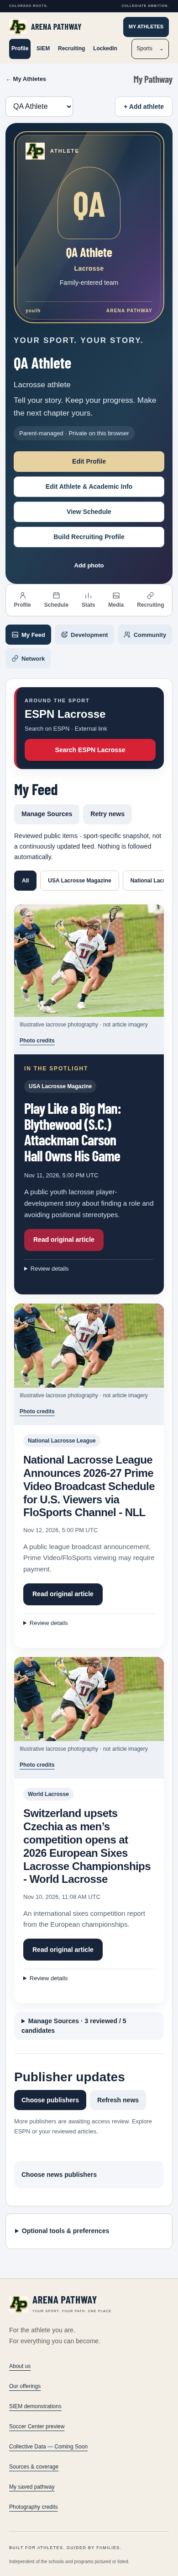 COLORADO ROOTS.
COLLEGIATE AMBITION.
Ap ARENA PATHWAY
MY ATHLETES
Profile SIEM Recruiting LockedIn Sports
← My Athletes
My Pathway
QA Athlete
+ Add athlete
Ap ATHLETE
QA
QA Athlete
Lacrosse
Family-entered team
youth
ARENA PATHWAY
YOUR SPORT. YOUR STORY.
QA Athlete
Lacrosse athlete
Tell your story. Keep your progress. Make
the next chapter yours.
Parent-managed · Private on this browser
Edit Profile
Edit Athlete & Academic Info
View Schedule
Build Recruiting Profile
Add photo
Profile Schedule Stats Media Recruiting
My Feed Development Community
Network
AROUND THE SPORT
ESPN Lacrosse
Search on ESPN · External link
Search ESPN Lacrosse
My Feed
Manage Sources Retry news
Reviewed public items · sport-specific snapshot, not
a continuously updated feed. Nothing is followed
automatically.
All USA Lacrosse Magazine National Lacr
Illustrative lacrosse photography · not article imagery
Photo credits
IN THE SPOTLIGHT
USA Lacrosse Magazine
Play Like a Big Man:
Blythewood (S.C.)
Attackman Carson
Hall Owns His Game
Nov 11, 2026, 5:00 PM UTC
A public youth lacrosse player-
development story about finding a role and
avoiding positional stereotypes.
Read original article
▶ Review details
Illustrative lacrosse photography · not article imagery
Photo credits
National Lacrosse League
National Lacrosse League
Announces 2026-27 Prime
Video Broadcast Schedule
for U.S. Viewers via
FloSports Channel - NLL
Nov 12, 2026, 5:00 PM UTC
A public league broadcast announcement.
Prime Video/FloSports viewing may require
payment.
Read original article
▶ Review details
Illustrative lacrosse photography · not article imagery
Photo credits
World Lacrosse
Switzerland upsets
Czechia as men’s
competition opens at
2026 European Sixes
Lacrosse Championships
- World Lacrosse
Nov 10, 2026, 11:08 AM UTC
An international sixes competition report
from the European championships.
Read original article
▶ Review details
▶ Manage Sources · 3 reviewed / 5
candidates
Publisher updates
Choose publishers Refresh news
More publishers are awaiting access review. Explore
ESPN or your reviewed articles.
Choose news publishers
▶ Optional tools & preferences
Ap ARENA PATHWAY
YOUR SPORT. YOUR PATH. ONE PLACE.
For the athlete you are.
For everything you can become.
About us
Our offerings
SIEM demonstrations
Soccer Center preview
Collective Data — Coming Soon
Sources & coverage
My saved pathway
Photography credits
BUILT FOR ATHLETES. GUIDED BY FAMILIES.
Independent of the schools and programs pictured or listed.